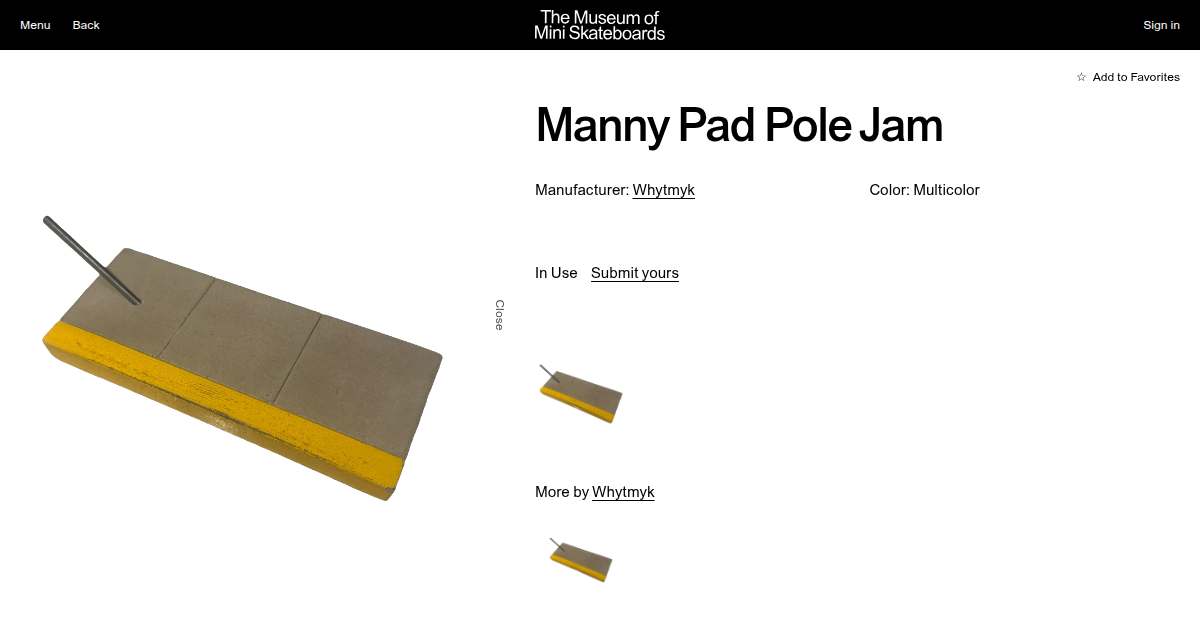 Menu
Back
The Museum of
Mini Skateboards
Sign in
☆ Add to Favorites
Manny Pad Pole Jam
Manufacturer: Whytmyk
Color: Multicolor
In Use
Submit yours
Close
More by Whytmyk